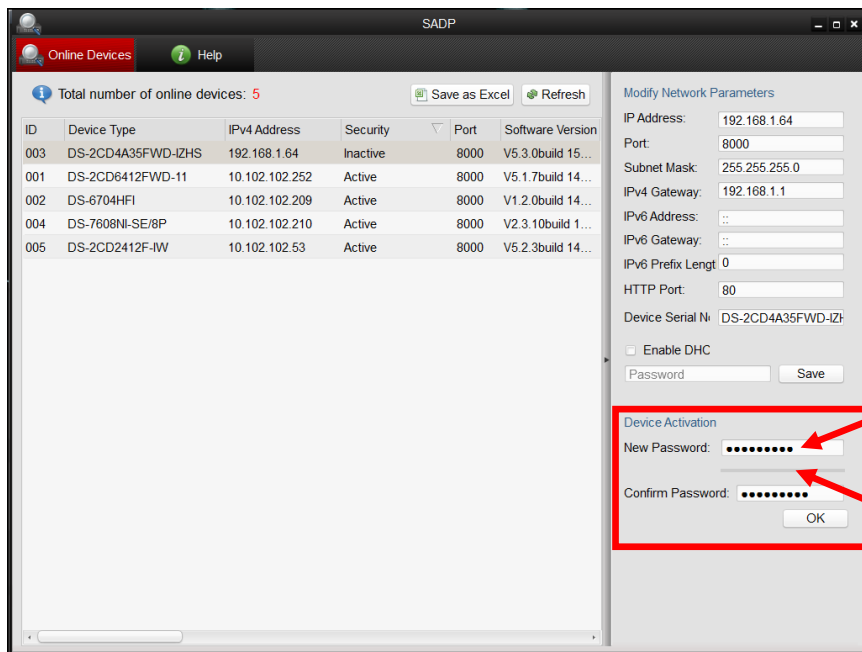 SADP
Online Devices
Help
Total number of online devices: 5
Save as Excel
Refresh
ID Device Type IPv4 Address Security Port Software Version
003 DS-2CD4A35FWD-IZHS 192.168.1.64 Inactive 8000 V5.3.0build 15...
001 DS-2CD6412FWD-11 10.102.102.252 Active 8000 V5.1.7build 14...
002 DS-6704HFI 10.102.102.209 Active 8000 V1.2.0build 14...
004 DS-7608NI-SE/8P 10.102.102.210 Active 8000 V2.3.10build 1...
005 DS-2CD2412F-IW 10.102.102.53 Active 8000 V5.2.3build 14...
Modify Network Parameters
IP Address: 192.168.1.64
Port: 8000
Subnet Mask: 255.255.255.0
IPv4 Gateway: 192.168.1.1
IPv6 Address: ::
IPv6 Gateway: ::
IPv6 Prefix Lengt 0
HTTP Port: 80
Device Serial No DS-2CD4A35FWD-IZH
Enable DHC
Password
Save
Device Activation
New Password: •••••••••
Confirm Password: •••••••••
OK